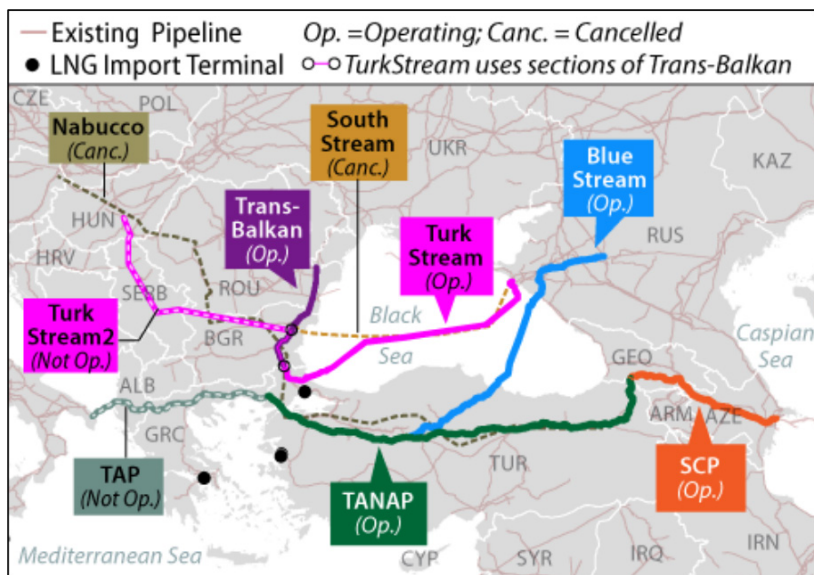 Existing Pipeline
Op. =Operating; Canc. = Cancelled
LNG Import Terminal
TurkStream uses sections of Trans-Balkan
CZE
POL
Nabucco
(Canc.)
South
Stream
(Canc.)
UKR
Blue
Stream
(Op.)
KAZ
HUN
Trans-
Balkan
(Op.)
Turk
Stream
(Op.)
RUS
HRV
SERB
ROU
Turk
Stream2
(Not Op.)
BGR
Black
Sea
Caspian
Sea
GEO
ALB
ARM
AZE
GRC
TAP
(Not Op.)
TANAP
(Op.)
TUR
SCP
(Op.)
Mediterranean Sea
CYP
SYR
IRQ
IRN